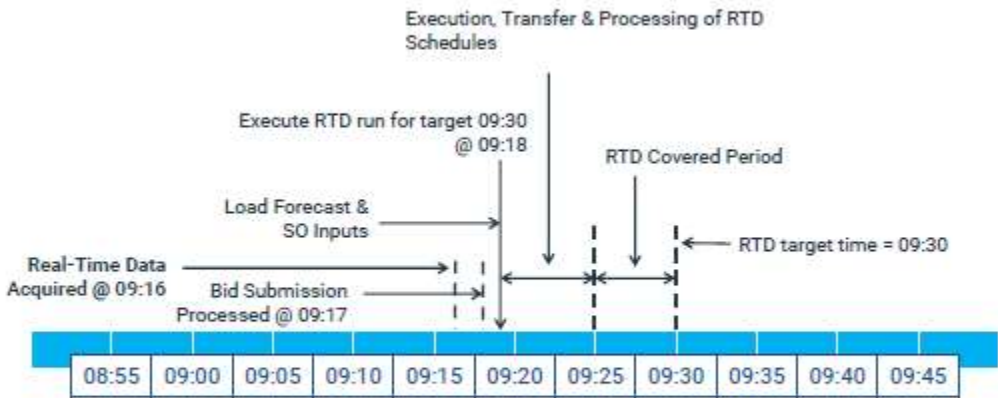 Execution, Transfer & Processing of RTD
Schedules
Execute RTD run for target 09:30
@ 09:18
RTD Covered Period
Load Forecast &
SO Inputs
RTD target time = 09:30
Real-Time Data
Acquired @ 09:16
Bid Submission
Processed @ 09:17
08:55 09:00 09:05 09:10 09:15 09:20 09:25 09:30 09:35 09:40 09:45